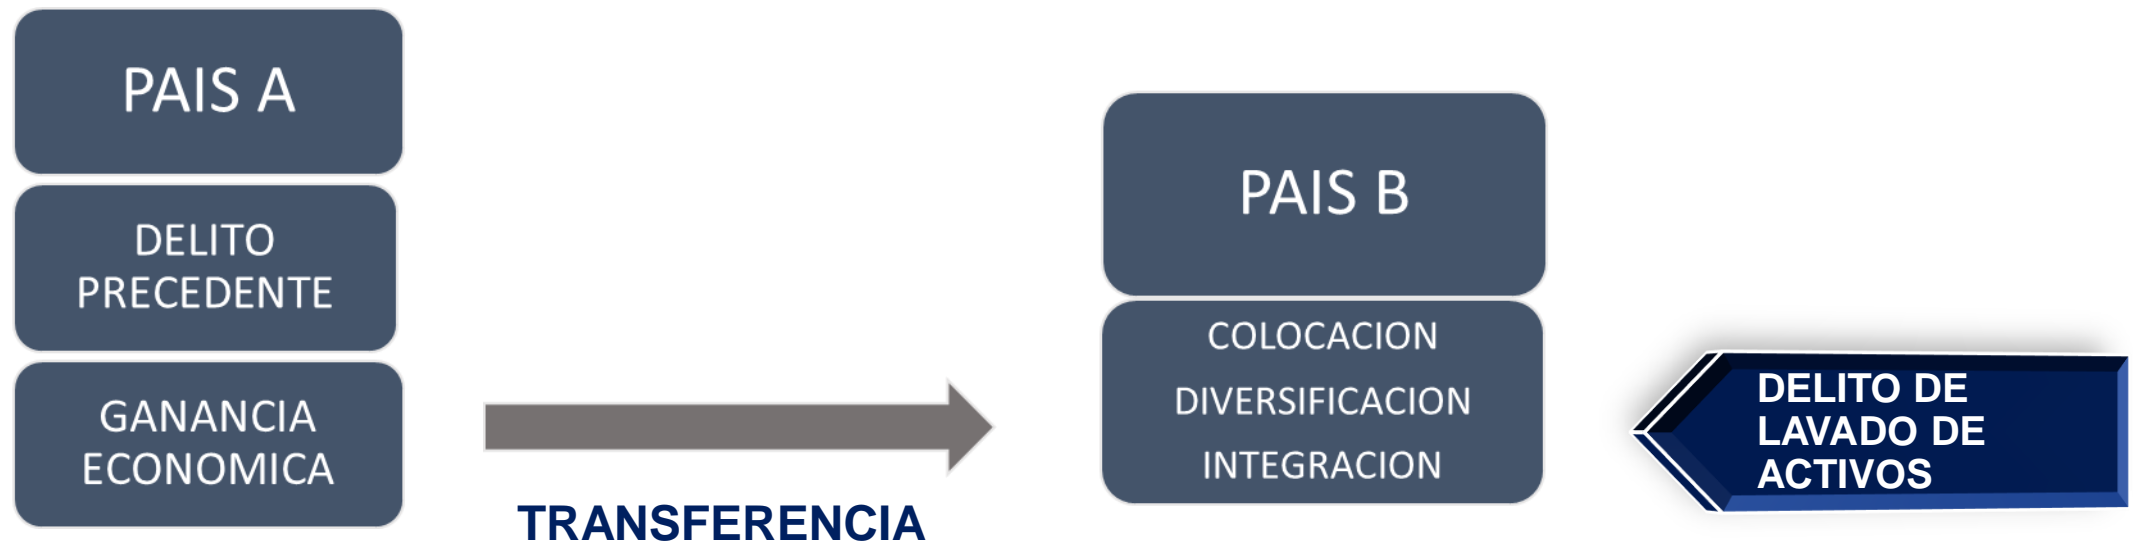 PAIS A
DELITO
PRECEDENTE
GANANCIA
ECONOMICA
TRANSFERENCIA
PAIS B
COLOCACION
DIVERSIFICACION
INTEGRACION
DELITO DE
LAVADO DE
ACTIVOS